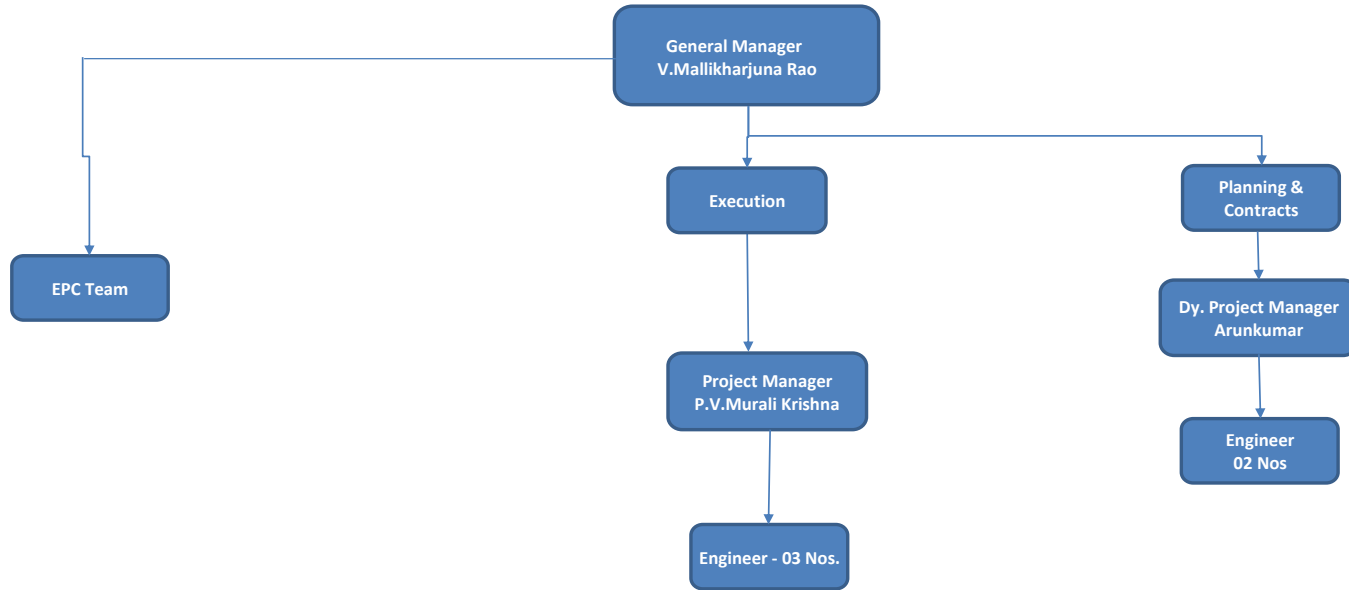 General Manager
V.Mallikharjuna Rao
Execution
Planning &
Contracts
EPC Team
Dy. Project Manager
Arunkumar
Project Manager
P.V.Murali Krishna
Engineer
02 Nos
Engineer - 03 Nos.